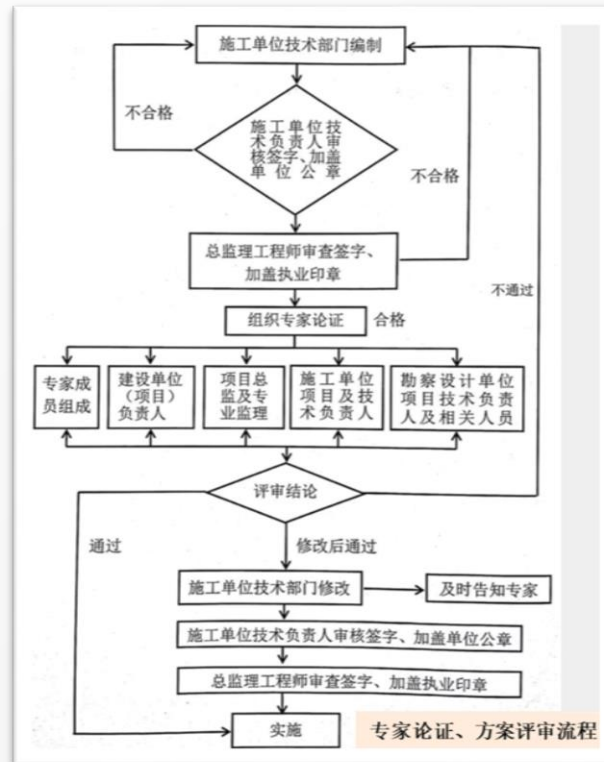 施工单位技术部门编制
不合格
施工单位技
术负责人审
核签字、加盖
单位公章
不合格
总监理工程师审查签字、
加盖执业印章
不通过
组织专家论证
合格
专家成
员组成
建设单位
（项目）
负责人
项目总
监及专
业监理
施工单位
项目及技
术负责人
勘察设计单位
项目技术负责
人及相关人员
评审结论
通过
修改后通过
施工单位技术部门修改
及时告知专家
施工单位技术负责人审核签字、加盖单位公章
总监理工程师审查签字、加盖执业印章
实施
专家论证、方案评审流程